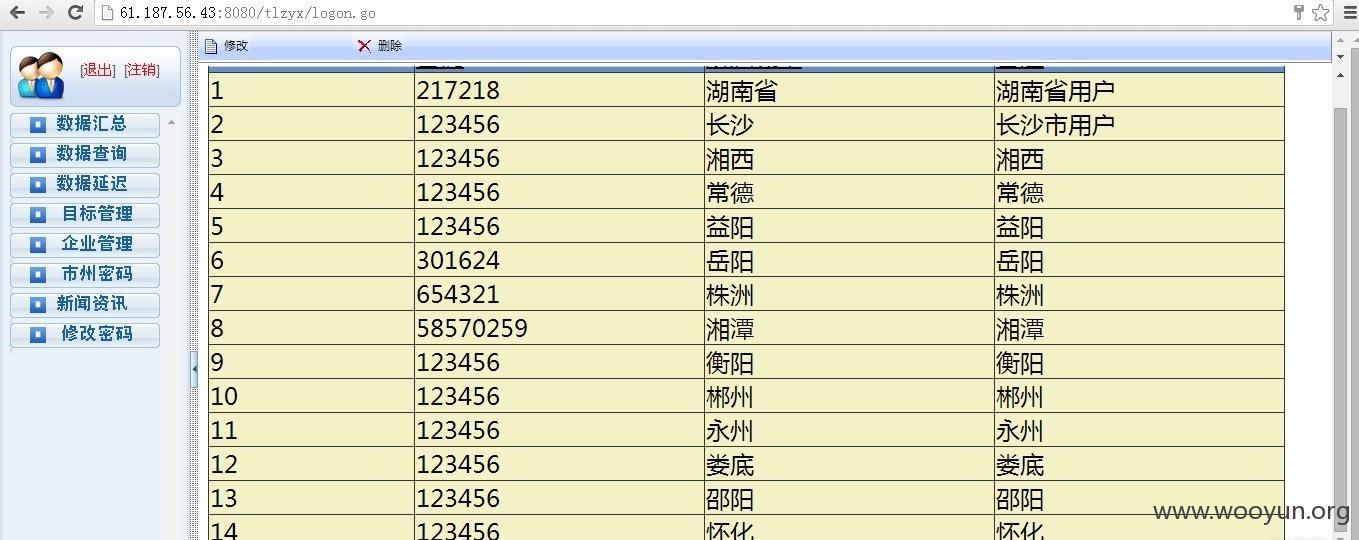 61.187.56.43:8080/tlzyx/logon.go
[退出] [注销]
修改 删除
数据汇总
数据查询
数据延迟
目标管理
企业管理
市州密码
新闻资讯
修改密码
1 217218 湖南省 湖南省用户
2 123456 长沙 长沙市用户
3 123456 湘西 湘西
4 123456 常德 常德
5 123456 益阳 益阳
6 301624 岳阳 岳阳
7 654321 株洲 株洲
8 58570259 湘潭 湘潭
9 123456 衡阳 衡阳
10 123456 郴州 郴州
11 123456 永州 永州
12 123456 娄底 娄底
13 123456 邵阳 邵阳
14 123456 怀化 怀化
www.wooyun.org